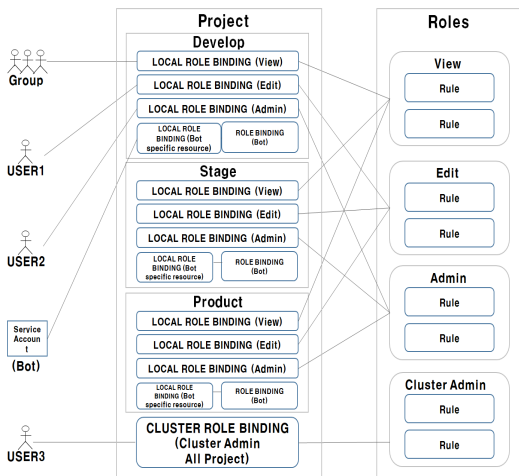 Project
Roles
Develop
LOCAL ROLE BINDING (View)
LOCAL ROLE BINDING (Edit)
LOCAL ROLE BINDING (Admin)
LOCAL ROLE
BINDING (Bot
specific resource)
ROLE BINDING
(Bot)
Stage
LOCAL ROLE BINDING (View)
LOCAL ROLE BINDING (Edit)
LOCAL ROLE BINDING (Admin)
LOCAL ROLE
BINDING (Bot
specific resource)
ROLE BINDING
(Bot)
Product
LOCAL ROLE BINDING (View)
LOCAL ROLE BINDING (Edit)
LOCAL ROLE BINDING (Admin)
LOCAL ROLE
BINDING (Bot
specific resource)
ROLE BINDING
(Bot)
CLUSTER ROLE BINDING
(Cluster Admin
All Project)
Group
USER1
USER2
Service
Accoun
t
(Bot)
USER3
View
Rule
Rule
Edit
Rule
Rule
Admin
Rule
Rule
Cluster Admin
Rule
Rule